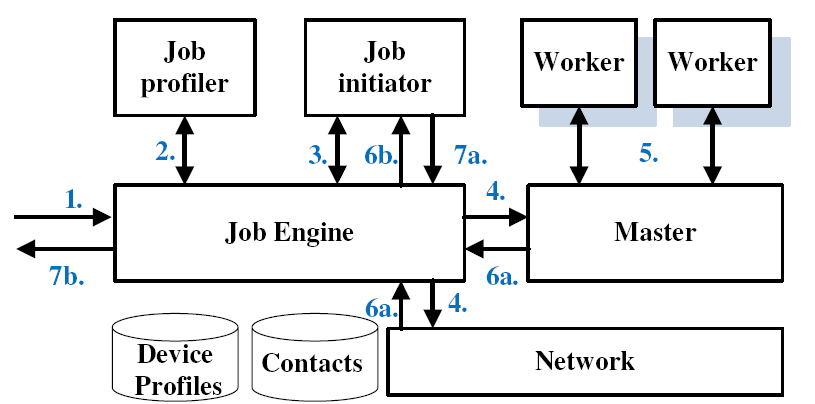 Job
profiler
Job
initiator
Worker
Worker
2.
3.
6b.
7a.
5.
1.
4.
Job Engine
Master
7b.
6a.
6a.
4.
Device
Profiles
Contacts
Network